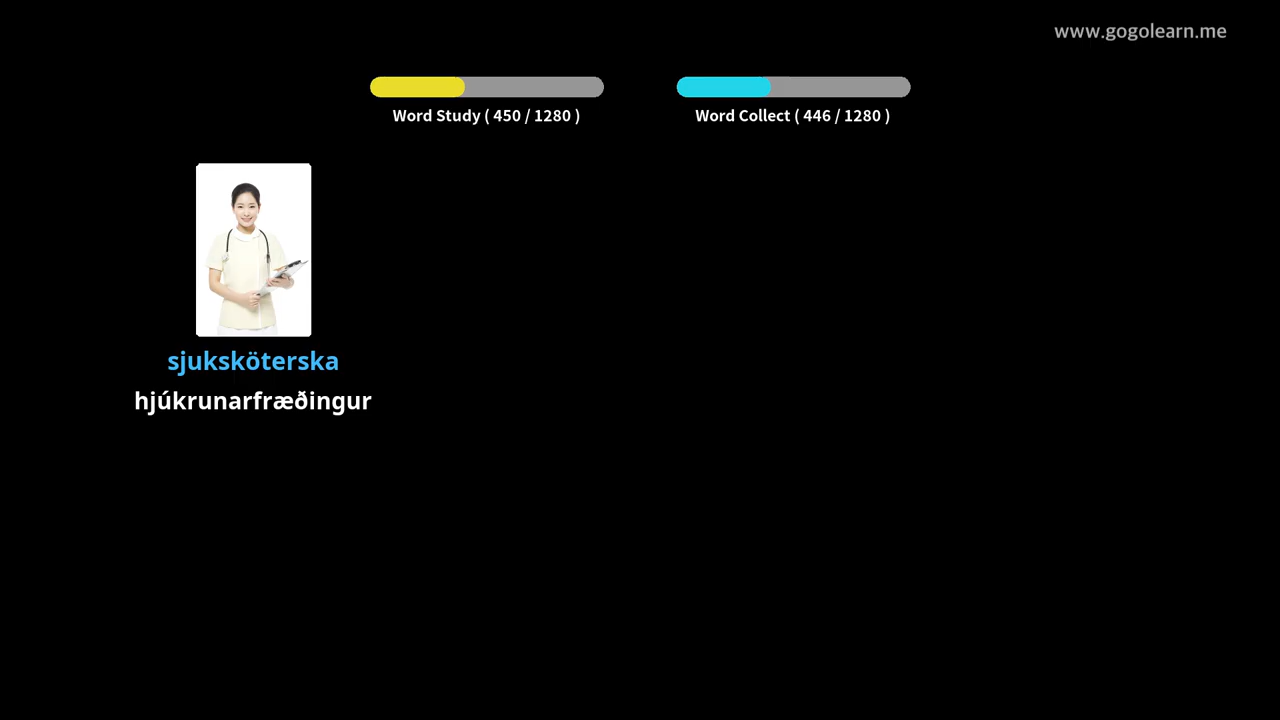 www.gogolearn.me
Word Study ( 450 / 1280 )
Word Collect ( 446 / 1280 )
sjuksköterska
hjúkrunarfræðingur